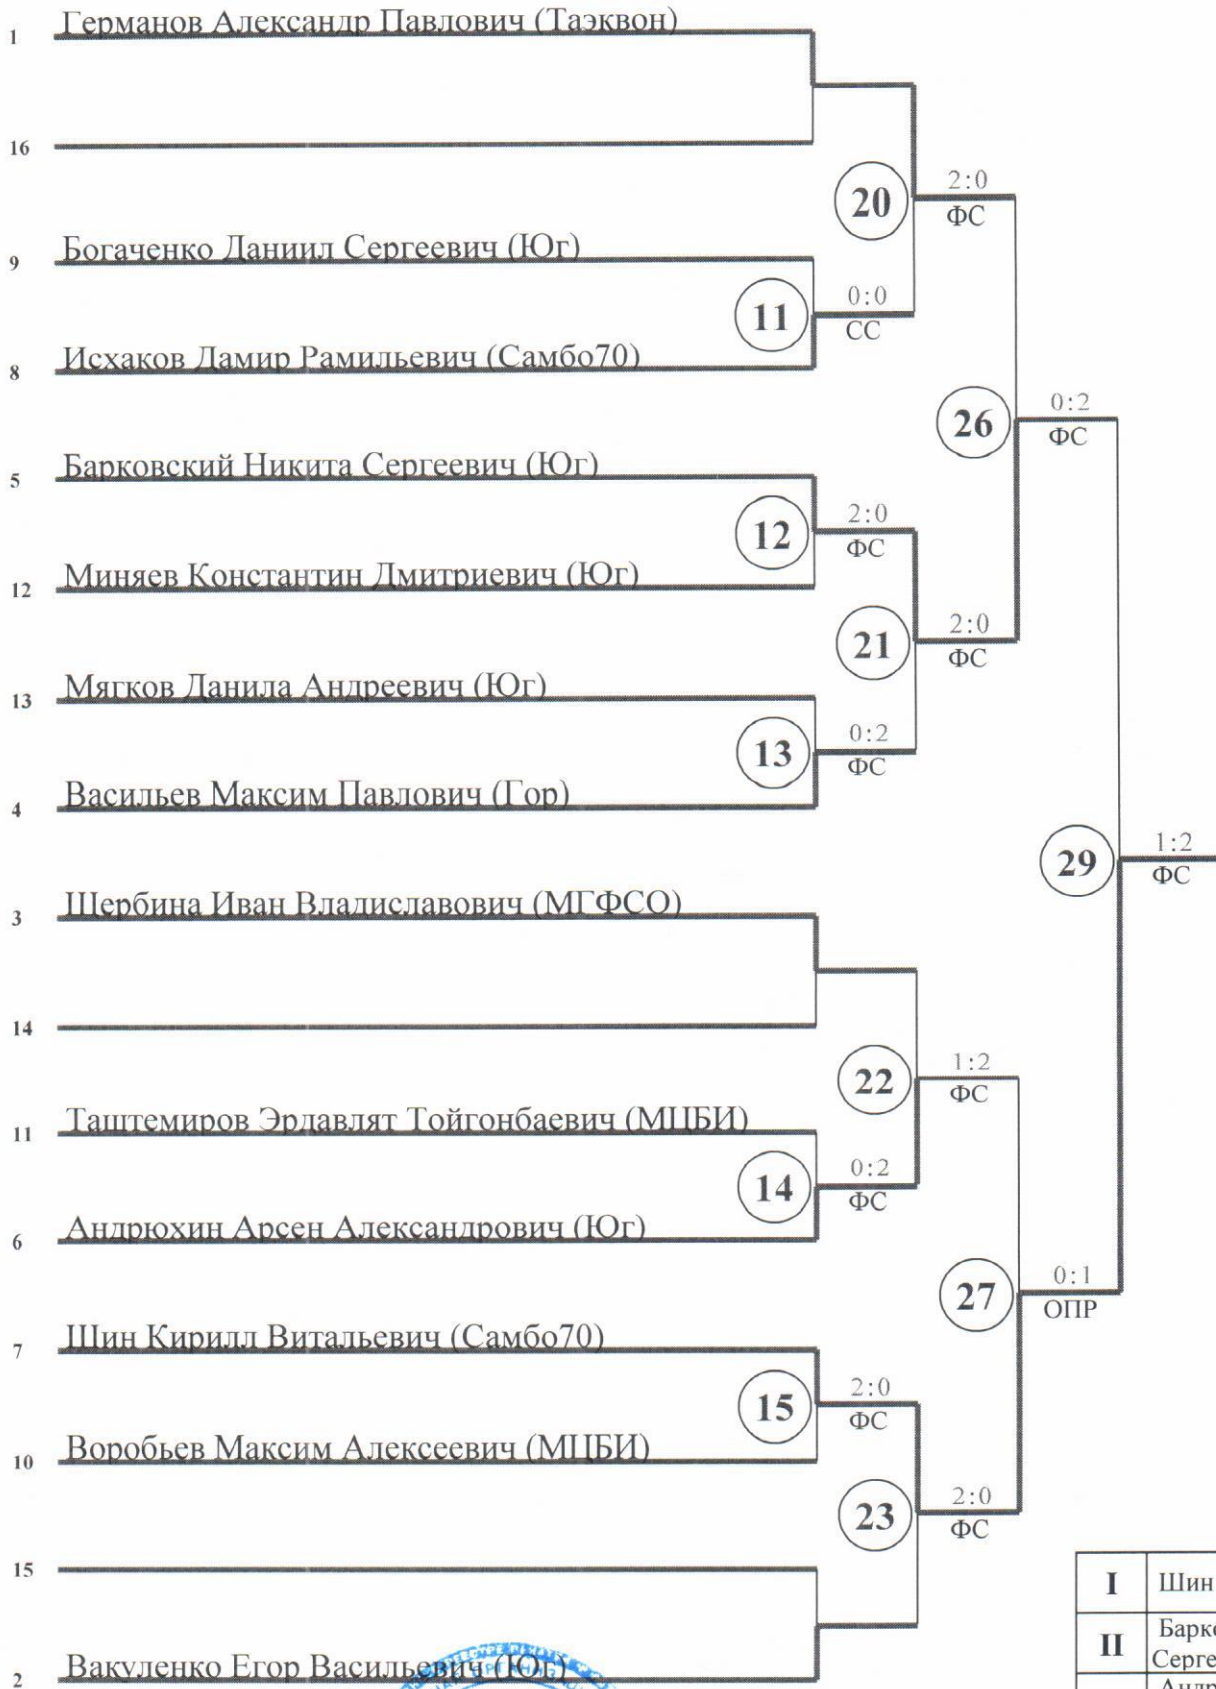 1 Германов Александр Павлович (Таэквон)
16
20 2:0
ФС
9 Богаченко Даниил Сергеевич (Юг)
11 0:0
СС
8 Исхаков Дамир Рамильевич (Самбо70)
26 0:2
ФС
5 Барковский Никита Сергеевич (Юг)
12 2:0
ФС
12 Миняев Константин Дмитриевич (Юг)
21 2:0
ФС
13 Мягков Данила Андреевич (Юг)
13 0:2
ФС
4 Васильев Максим Павлович (Гор)
29 1:2
ФС
3 Щербина Иван Владиславович (МГФСО)
14
22 1:2
ФС
11 Таштемиров Эрдавлят Тойгонбаевич (МЦБИ)
14 0:2
ФС
6 Андрюхин Арсен Александрович (Юг)
27 0:1
ОПР
7 Шин Кирилл Витальевич (Самбо70)
15 2:0
ФС
10 Воробьев Максим Алексеевич (МЦБИ)
23 2:0
ФС
15
2 Вакуленко Егор Васильевич (Юг)
I Шин
II Барко
Серге
Андр